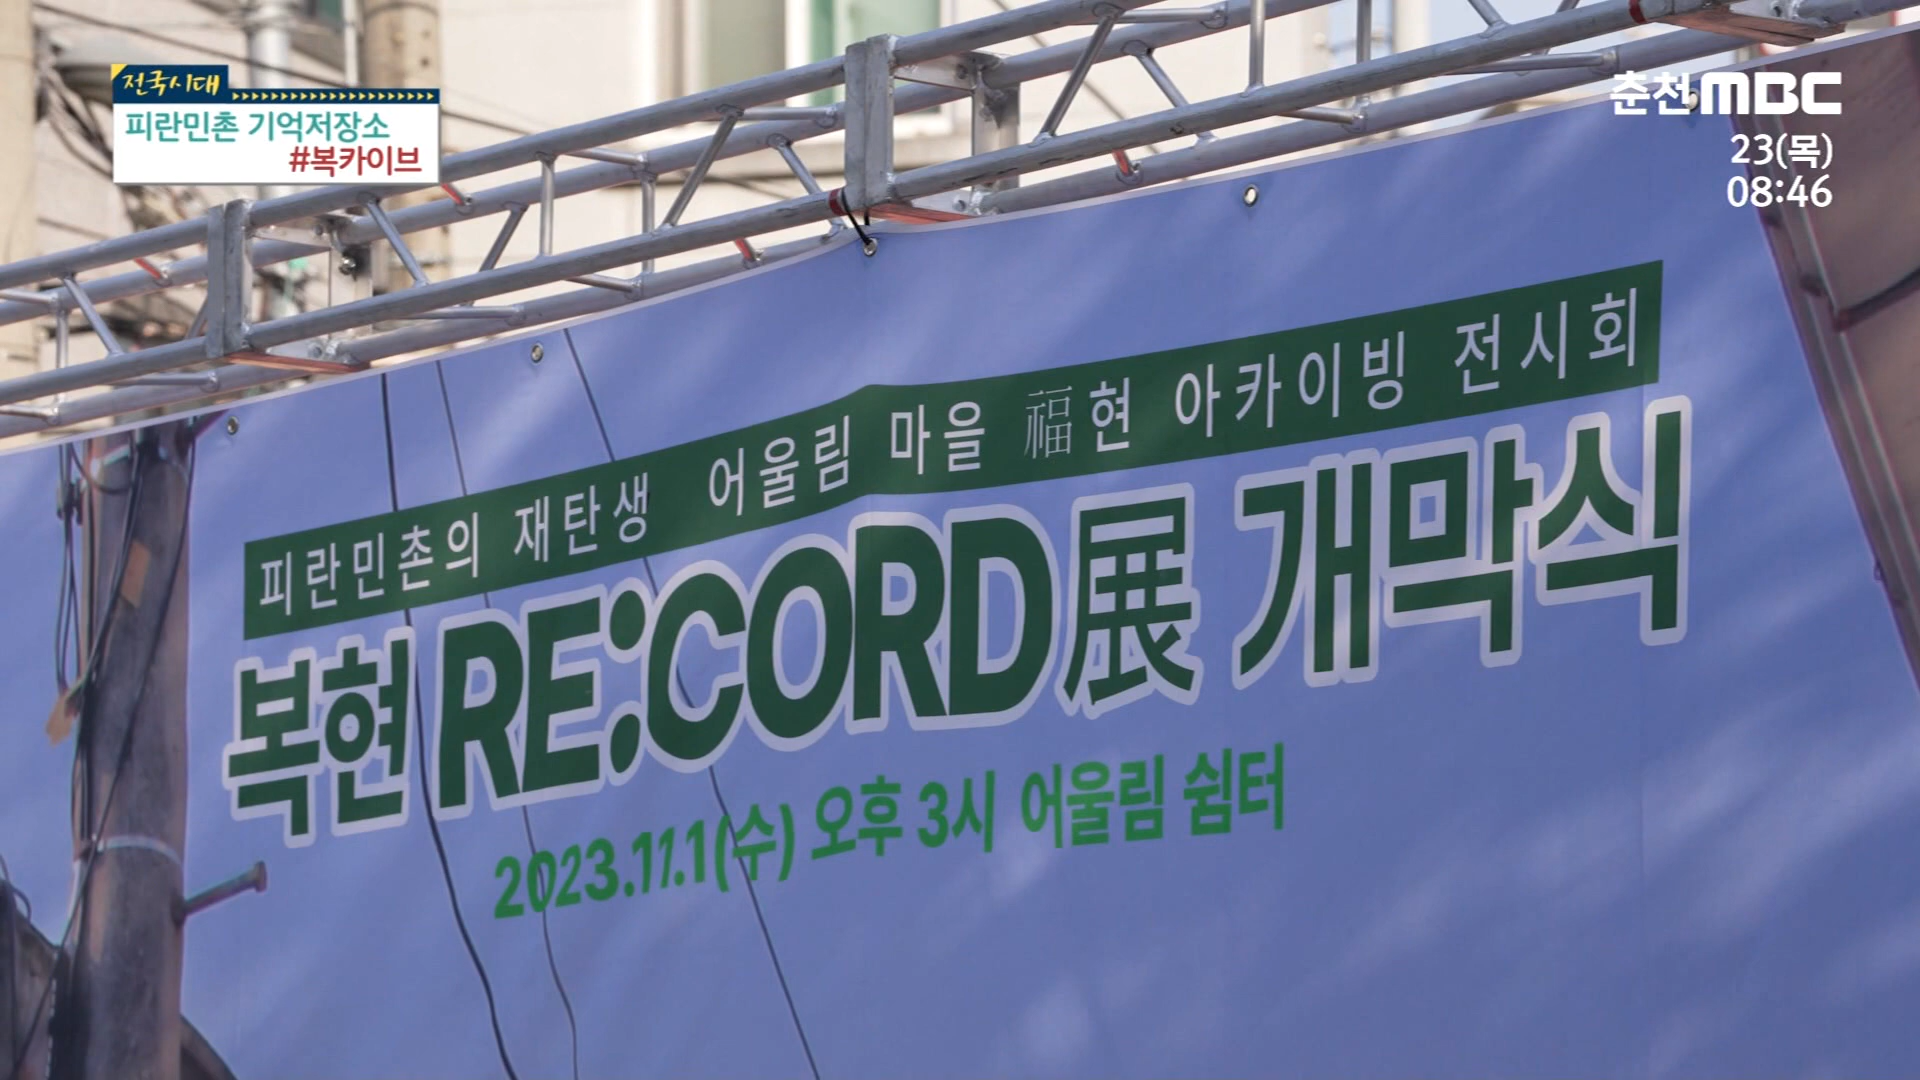 전국시대
피란민촌 기억저장소
#복카이브
춘천MBC
23(목)
08:46
피란민촌의 재탄생 어울림 마을 福현 아카이빙 전시회
복현 RE:CORD展 개막식
2023.11.1(수) 오후 3시 어울림 쉼터